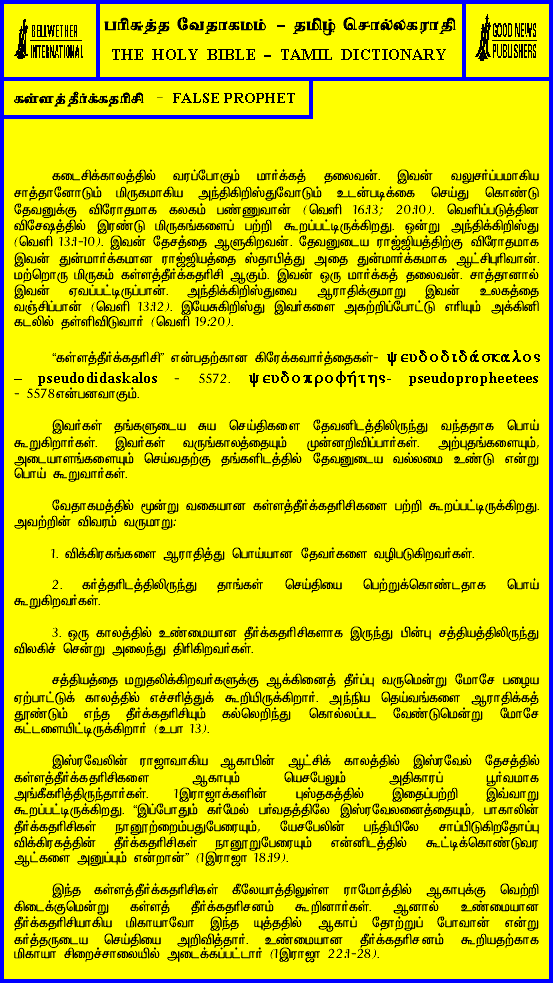 BELLWETHER
INTERNATIONAL
பரிசுத்த வேதாகமம் – தமிழ் சொல்லகராதி
THE HOLY BIBLE – TAMIL DICTIONARY
GOOD NEWS
PUBLISHERS
கள்ளத்தீர்க்கதரிசி – FALSE PROPHET
கடைசிக்காலத்தில் வரப்போகும் மார்க்கத் தலைவன். இவன் வலுசர்ப்பமாகிய
சாத்தானோடும் மிருகமாகிய அந்திகிறிஸ்துவோடும் உடன்படிக்கை செய்து கொண்டு
தேவனுக்கு விரோதமாக கலகம் பண்ணுவான் (வெளி 16:13; 20:10). வெளிப்படுத்தின
விசேஷத்தில் இரண்டு மிருகங்களைப் பற்றி கூறப்பட்டிருக்கிறது. ஒன்று அந்திக்கிறிஸ்து
(வெளி 13:1-10). இவன் தேசத்தை ஆளுகிறவன். தேவனுடைய ராஜ்ஜியத்திற்கு விரோதமாக
இவன் துன்மார்க்கமான ராஜ்ஜியத்தை ஸ்தாபித்து அதை துன்மார்க்கமாக ஆட்சிபுரிவான்.
மற்றொரு மிருகம் கள்ளத்தீர்க்கதரிசி ஆகும். இவன் ஒரு மார்க்கத் தலைவன். சாத்தானால்
இவன் ஏவப்பட்டிருப்பான். அந்திக்கிறிஸ்துவை ஆராதிக்குமாறு இவன் உலகத்தை
வஞ்சிப்பான் (வெளி 13:12). இயேசுகிறிஸ்து இவர்களை அகற்றிப்போட்டு எரியும் அக்கினி
கடலில் தள்ளிவிடுவார் (வெளி 19:20).
“கள்ளத்தீர்க்கதரிசி” என்பதற்கான கிரேக்கவார்த்தைகள்- ψευδοδιδάσκαλος
– pseudodidaskalos - 5572. ψευδοπροφήτης- pseudopropheetees
- 5578என்பனவாகும்.
இவர்கள் தங்களுடைய சுய செய்திகளை தேவனிடத்திலிருந்து வந்ததாக பொய்
கூறுகிறார்கள். இவர்கள் வருங்காலத்தையும் முன்னறிவிப்பார்கள். அற்புதங்களையும்,
அடையாளங்களையும் செய்வதற்கு தங்களிடத்தில் தேவனுடைய வல்லமை உண்டு என்று
பொய் கூறுவார்கள்.
வேதாகமத்தில் மூன்று வகையான கள்ளத்தீர்க்கதரிசிகளை பற்றி கூறப்பட்டிருக்கிறது.
அவற்றின் விவரம் வருமாறு:
1. விக்கிரகங்களை ஆராதித்து பொய்யான தேவர்களை வழிபடுகிறவர்கள்.
2. கர்த்தரிடத்திலிருந்து தாங்கள் செய்தியை பெற்றுக்கொண்டதாக பொய்
கூறுகிறவர்கள்.
3. ஒரு காலத்தில் உண்மையான தீர்க்கதரிசிகளாக இருந்து பின்பு சத்தியத்திலிருந்து
விலகிச் சென்று அலைந்து திரிகிறவர்கள்.
சத்தியத்தை மறுதலிக்கிறவர்களுக்கு ஆக்கினைத் தீர்ப்பு வருமென்று மோசே பழைய
ஏற்பாட்டுக் காலத்தில் எச்சரித்துக் கூறியிருக்கிறார். அந்நிய தெய்வங்களை ஆராதிக்கத்
தூண்டும் எந்த தீர்க்கதரிசியும் கல்லெறிந்து கொல்லப்பட வேண்டுமென்று மோசே
கட்டளையிட்டிருக்கிறார் (உபா 13).
இஸ்ரவேலின் ராஜாவாகிய ஆகாபின் ஆட்சிக் காலத்தில் இஸ்ரவேல் தேசத்தில்
கள்ளத்தீர்க்கதரிசிகளை ஆகாபும் யெசபேலும் அதிகாரப் பூர்வமாக
அங்கீகரித்திருந்தார்கள். 1இராஜாக்களின் புஸ்தகத்தில் இதைப்பற்றி இவ்வாறு
கூறப்பட்டிருக்கிறது. “இப்போதும் கர்மேல் பர்வதத்திலே இஸ்ரவேலனைத்தையும், பாகாலின்
தீர்க்கதரிசிகள் நானூற்றைம்பதுபேரையும், யேசபேலின் பந்தியிலே சாப்பிடுகிறதோப்பு
விக்கிரகத்தின் தீர்க்கதரிசிகள் நானூறுபேரையும் என்னிடத்தில் கூட்டிக்கொண்டுவர
ஆட்களை அனுப்பும் என்றான்” (1இராஜா 18:19).
இந்த கள்ளத்தீர்க்கதரிசிகள் கீலேயாத்திலுள்ள ராமோத்தில் ஆகாபுக்கு வெற்றி
கிடைக்குமென்று கள்ளத் தீர்க்கதரிசனம் கூறினார்கள். ஆனால் உண்மையான
தீர்க்கதரிசியாகிய மிகாயாவோ இந்த யுத்ததில் ஆகாப் தோற்றுப் போவான் என்று
கர்த்தருடைய செய்தியை அறிவித்தார். உண்மையான தீர்க்கதரிசனம் கூறியதற்காக
மிகாயா சிறைச்சாலையில் அடைக்கப்பட்டார் (1இராஜா 22:1-28).